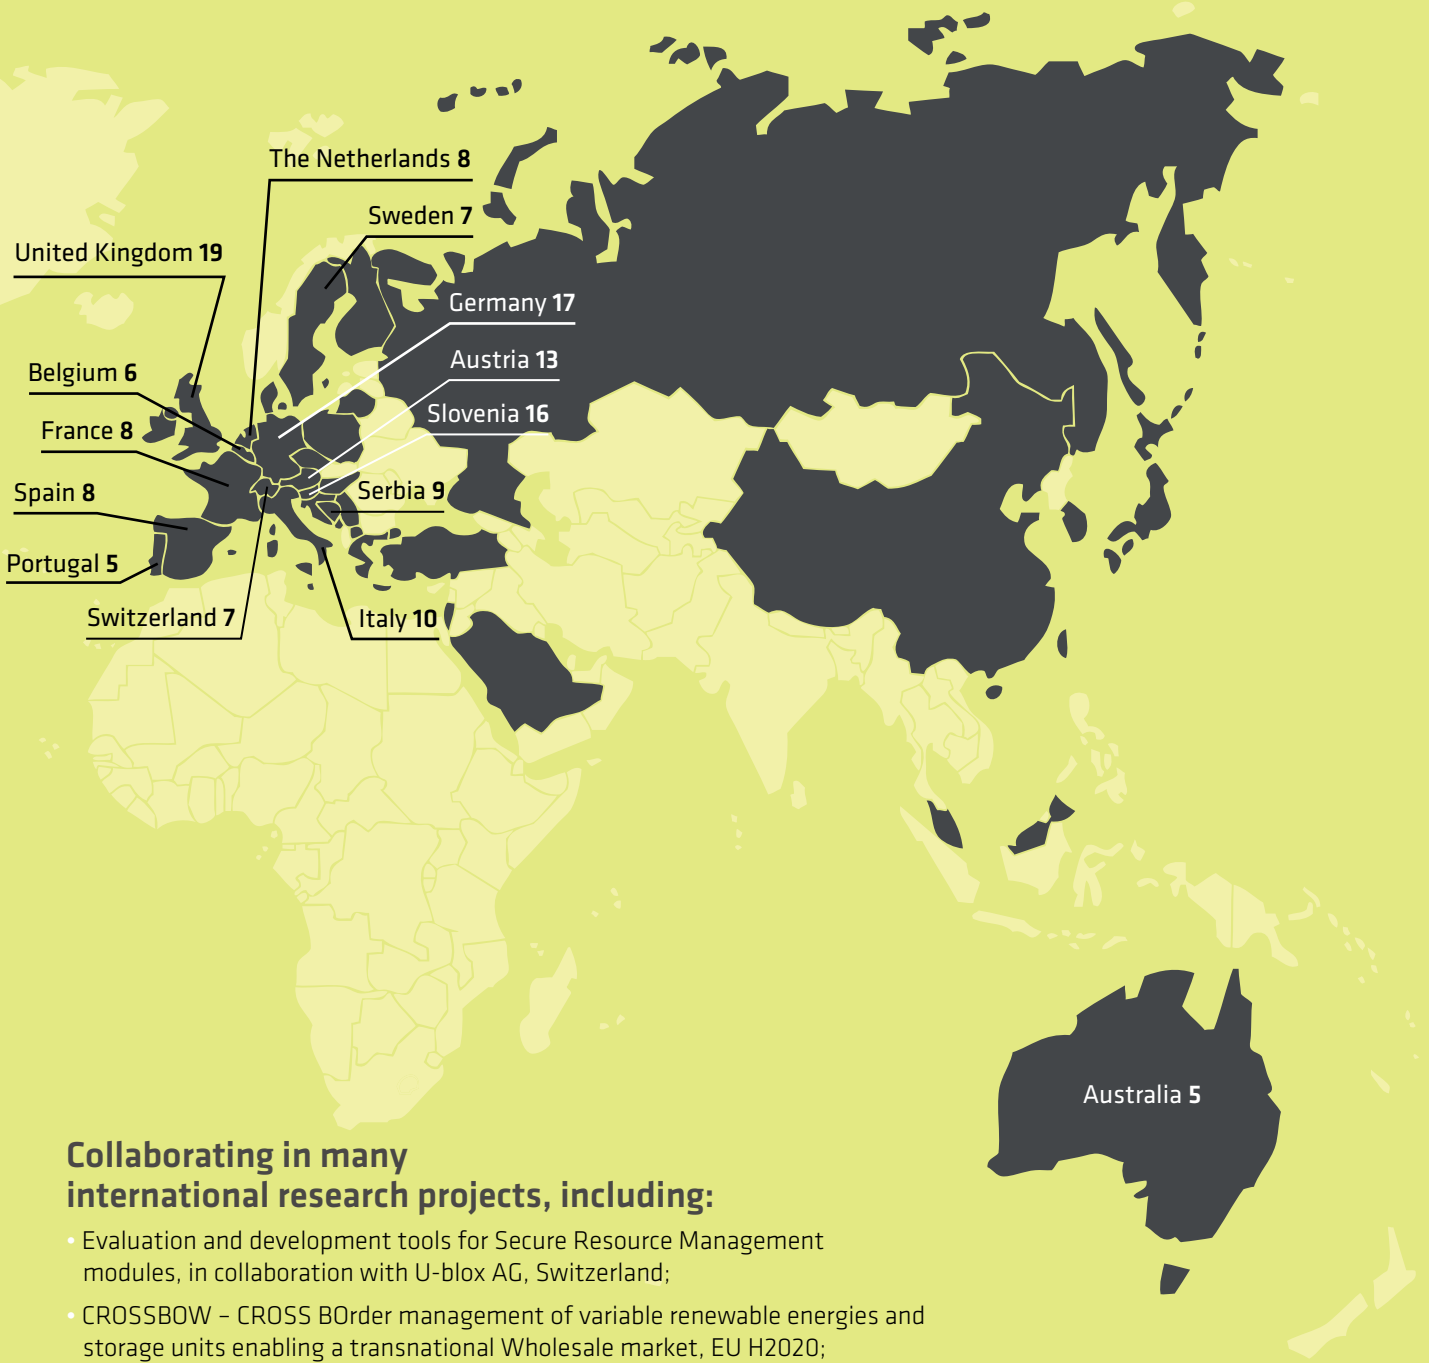 The Netherlands 8
Sweden 7
United Kingdom 19
Germany 17
Austria 13
Belgium 6
Slovenia 16
France 8
Spain 8
Serbia 9
Portugal 5
Switzerland 7
Italy 10
Australia 5
Collaborating in many
international research projects, including:
• Evaluation and development tools for Secure Resource Management
modules, in collaboration with U-blox AG, Switzerland;
• CROSSBOW – CROSS BOrder management of variable renewable energies and
storage units enabling a transnational Wholesale market, EU H2020;